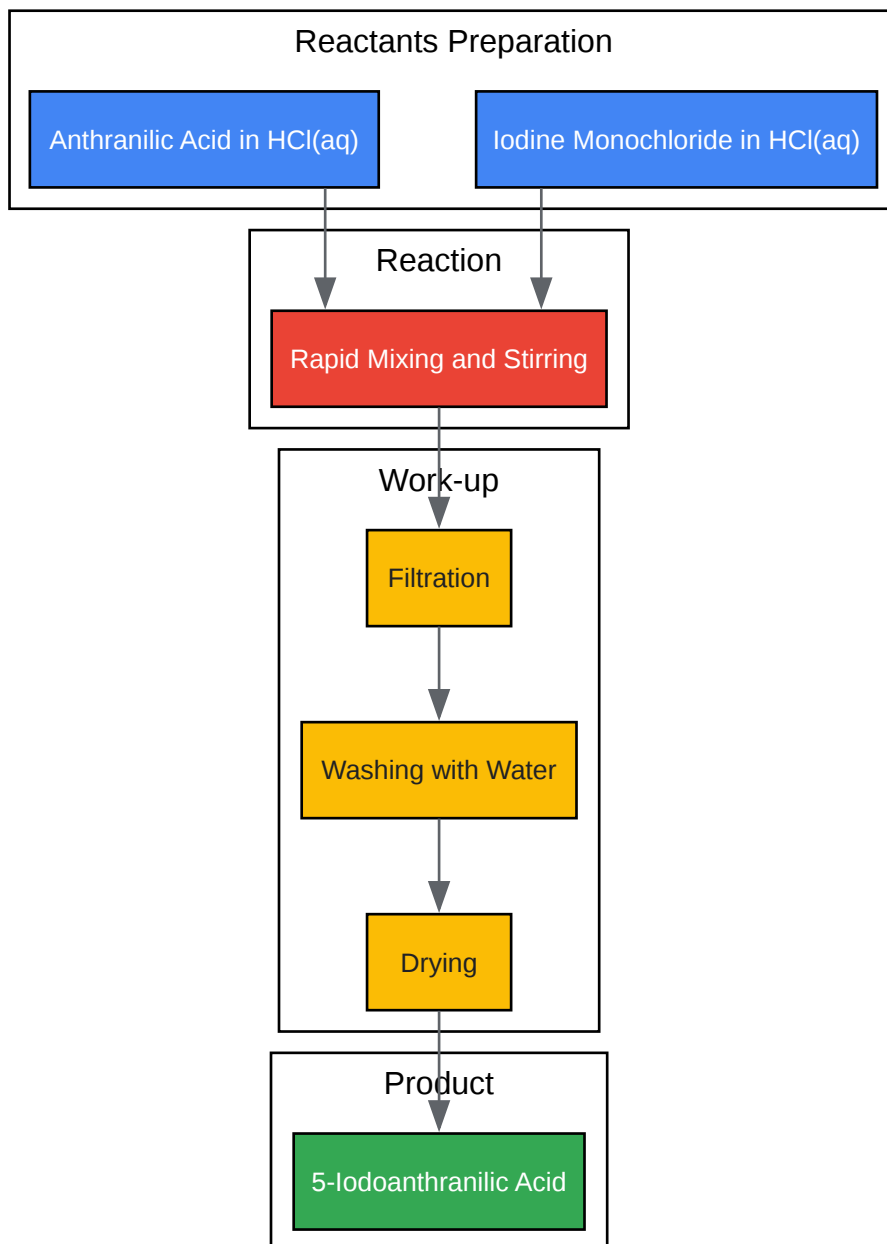 Reactants Preparation
Anthranilic Acid in HCl(aq)
Iodine Monochloride in HCl(aq)
Reaction
Rapid Mixing and Stirring
Work-up
Filtration
Washing with Water
Drying
Product
5-Iodoanthranilic Acid